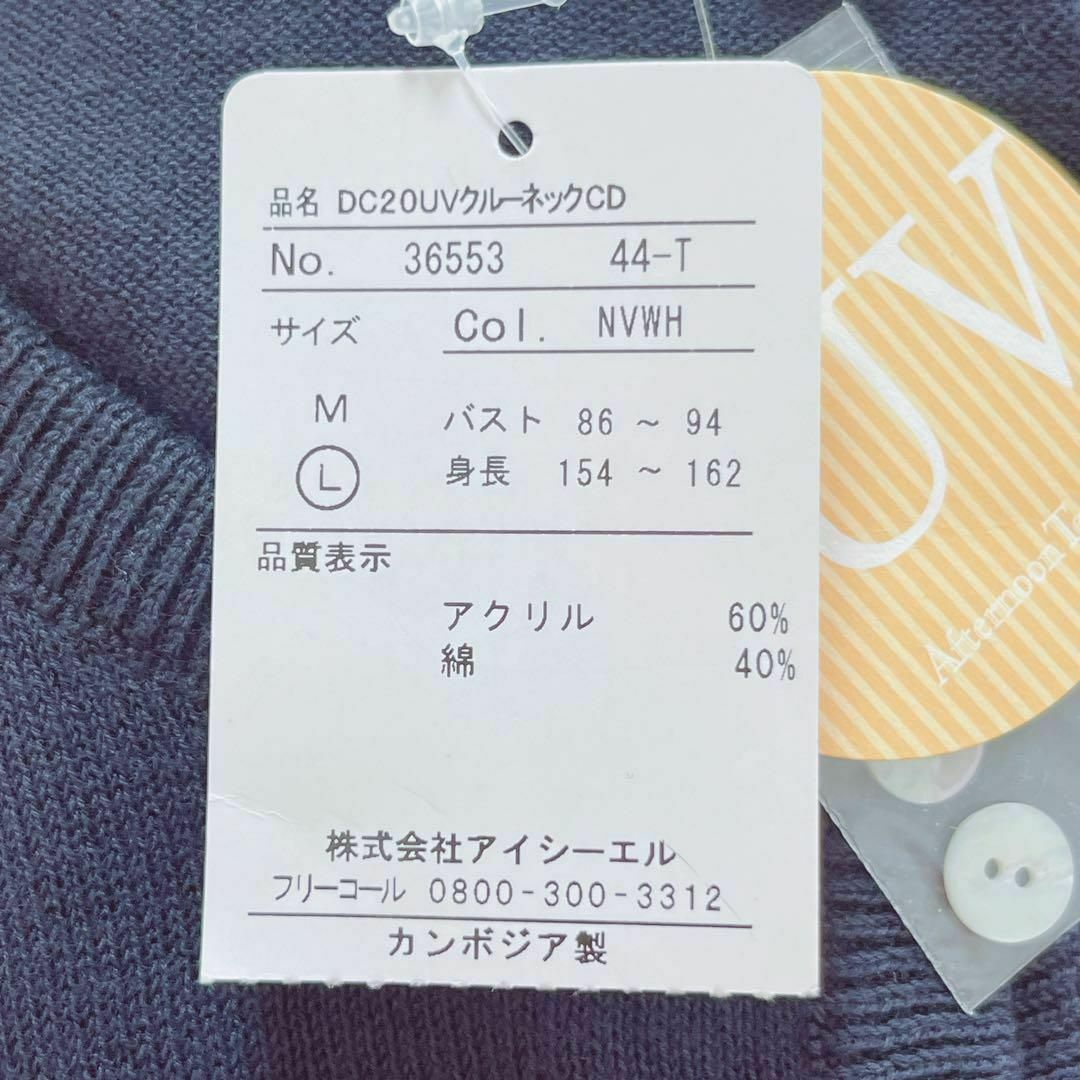 品名 DC20UVクルーネックCD
No. 36553 44-T
サイズ Col. NVWH
M バスト 86 ~ 94
L 身長 154 ~ 162
品質表示
アクリル 60%
綿 40%
株式会社アイシーエル
フリーコール 0800-300-3312
カンボジア製
UV
Afternoon